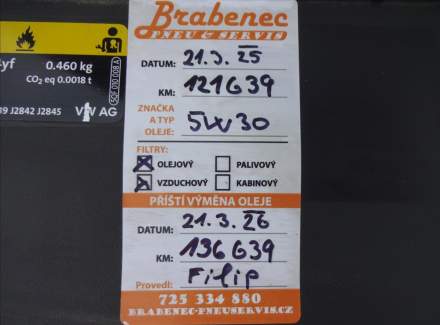 yf 0.460 kg
CO₂ eq 0.0018 t
J2842 J2845
VW AG
Brabenec
PNEU & SERVIS
DATUM: 21.3.25
KM: 121639
ZNAČKA
A TYP
OLEJE: 5W30
FILTRY:
OLEJOVÝ PALIVOVÝ
VZDUCHOVÝ KABINOVÝ
PŘÍŠTÍ VÝMĚNA OLEJE
DATUM: 21.3.26
KM: 136639
Provedl: Filip
725 334 880
BRABENEC-PNEUSERVIS.CZ